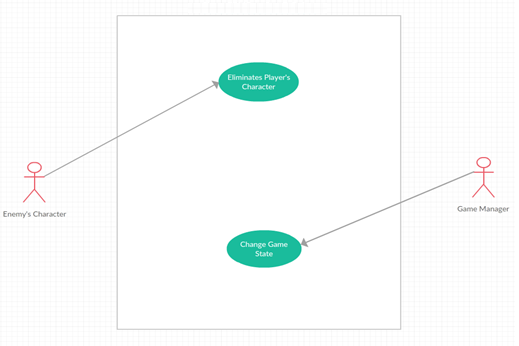 Eliminates Player's
Character
Enemy's Character
Game Manager
Change Game
State